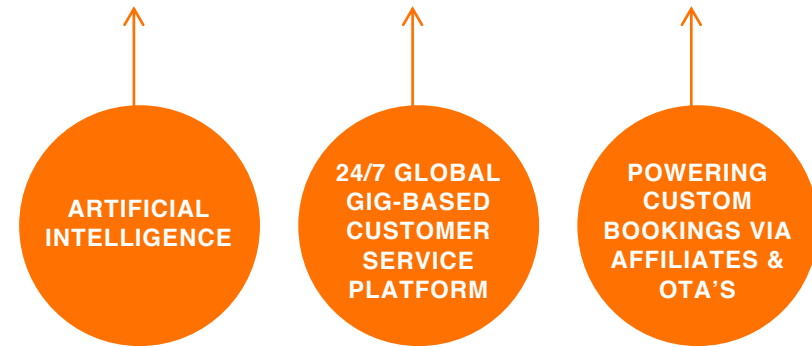 ARTIFICIAL
INTELLIGENCE
24/7 GLOBAL
GIG-BASED
CUSTOMER
SERVICE
PLATFORM
POWERING
CUSTOM
BOOKINGS VIA
AFFILIATES &
OTA’S